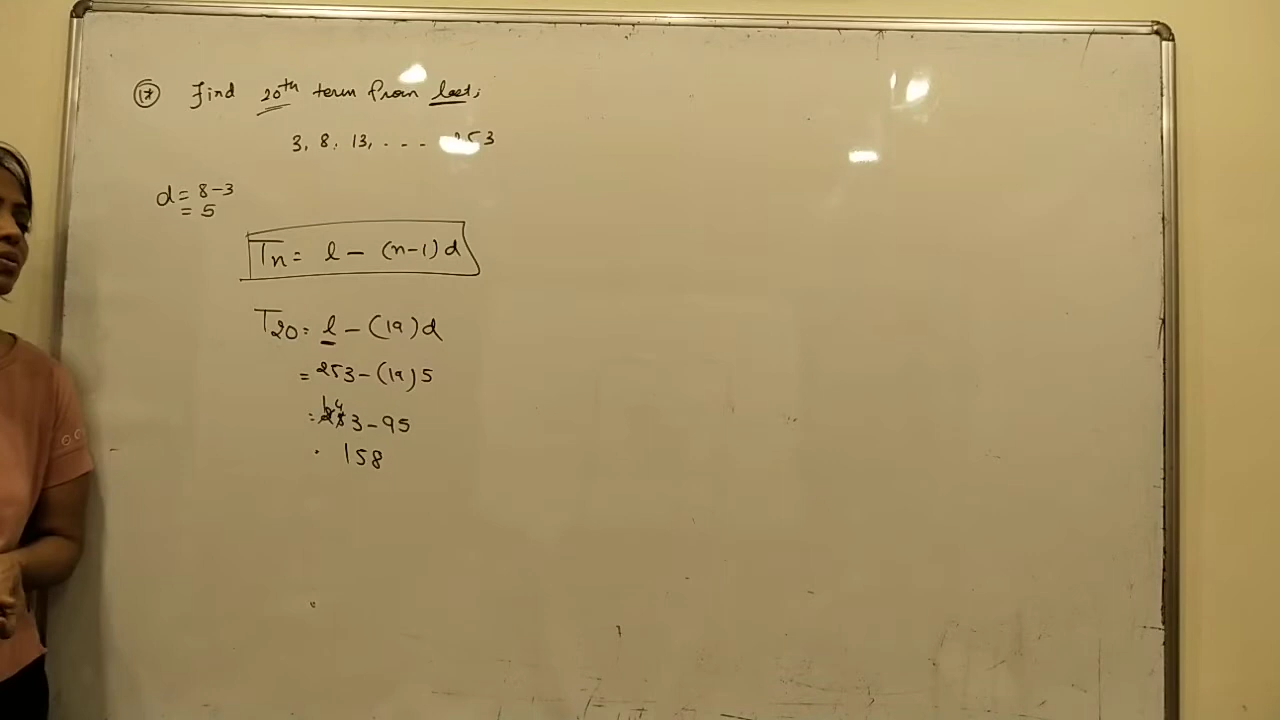 17 Find 20th term from last;
3, 8, 13, . - - - 253
d = 8-3
= 5
Tn = l - (n-1)d
T20 = l - (19)d
= 253 - (19)5
= 253 - 95
158